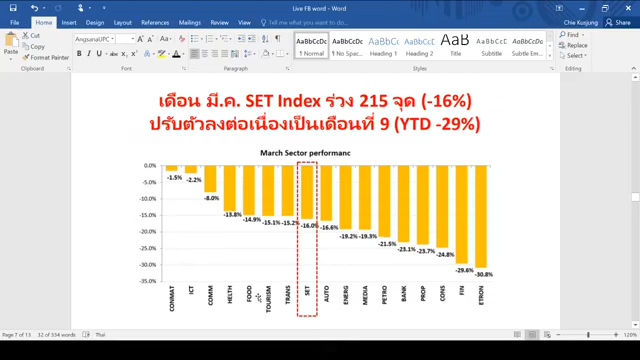 Live FB word - Word
Chie Kusjung
File Home Insert Design Layout References Mailings Review View Tell me what you want to do... Share
Cut
Copy
Format Painter
Paste
Clipboard
AngsanaUPC
Font
Paragraph
AaBbCcDc AaBbCcDc AaBbCc AaBbCcC AaB AaBbCcD AaBbCcDc
¶ Normal ¶ No Spac... Heading 1 Heading 2 Title Subtitle Subtle Em...
Styles
Find
Replace
Select
Editing
เดือน มี.ค. SET Index ร่วง 215 จุด (-16%)
ปรับตัวลงต่อเนื่องเป็นเดือนที่ 9 (YTD -29%)
March Sector performanc
0.0%
-5.0%
-10.0%
-15.0%
-20.0%
-25.0%
-30.0%
-35.0%
-1.5% -2.2% -8.0% -13.8% -14.9% -15.1% -15.2% -16.0% -16.6% -19.2% -19.3% -21.5% -23.1% -23.7% -24.8% -29.6% -30.8%
CONMAT ICT COMM HELTH FOOD TOURISM TRANS SET AUTO ENERG MEDIA PETRO BANK PROP CONS FIN ETRON
Page 7 of 13 32 of 334 words Thai 120%